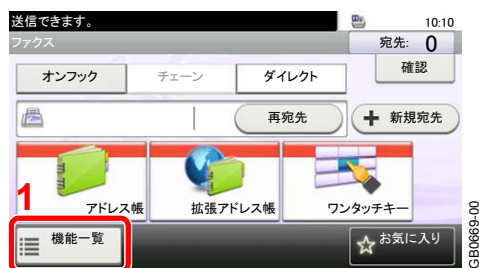 送信できます。
10:10
ファクス
宛先: 0
オンフック
チェーン
ダイレクト
確認
再宛先
新規宛先
アドレス帳
拡張アドレス帳
ワンタッチキー
1
機能一覧
お気に入り
GB0669-00